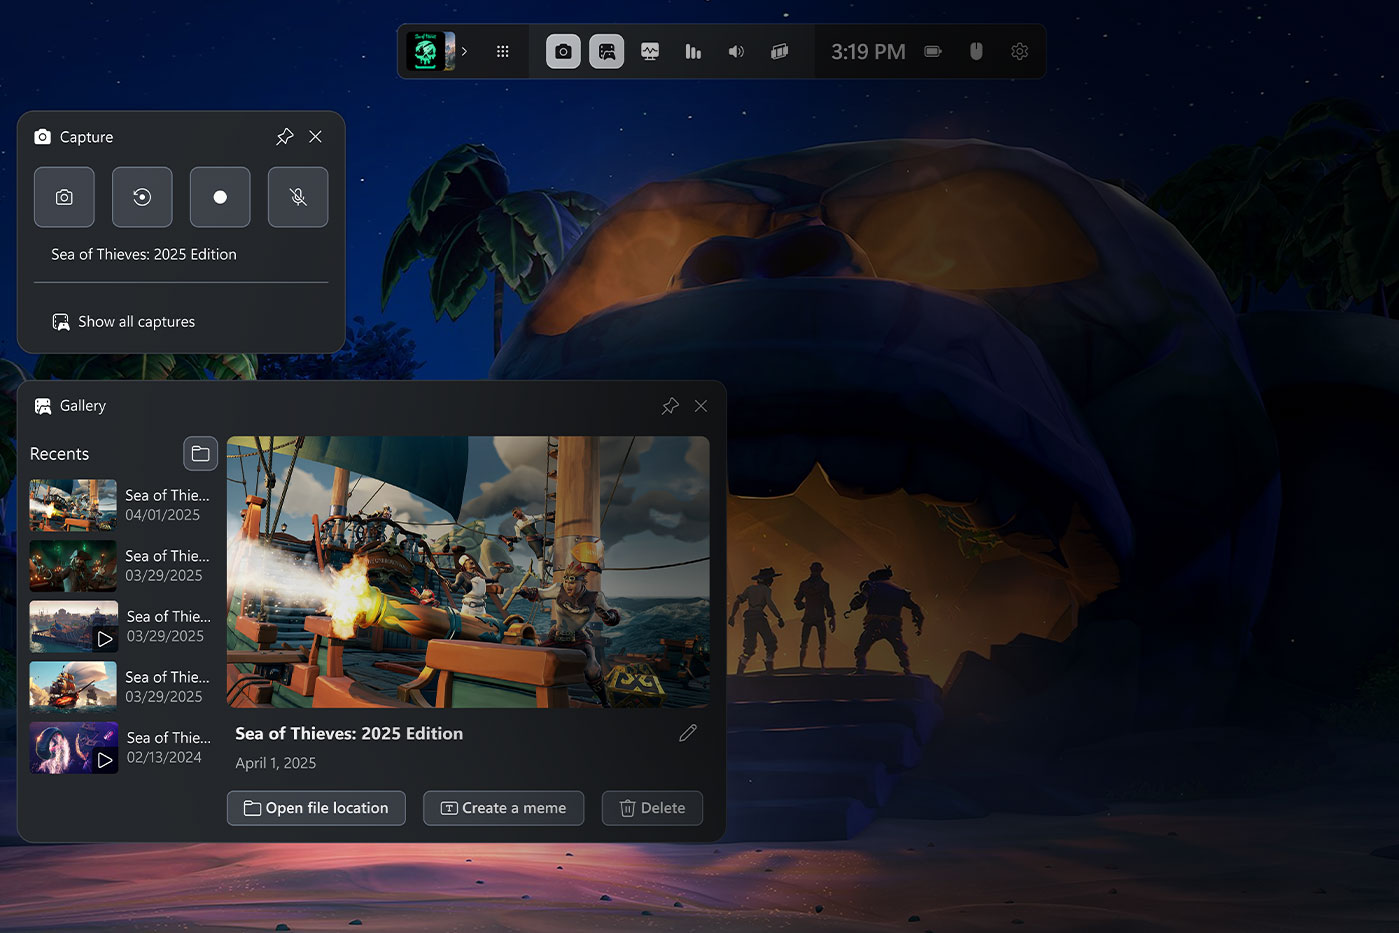 3:19 PM
Capture
Sea of Thieves: 2025 Edition
Show all captures
Gallery
Recents
Sea of Thie...
04/01/2025
Sea of Thie...
03/29/2025
Sea of Thie...
03/29/2025
Sea of Thie...
03/29/2025
Sea of Thie...
02/13/2024
Sea of Thieves: 2025 Edition
April 1, 2025
Open file location
Create a meme
Delete